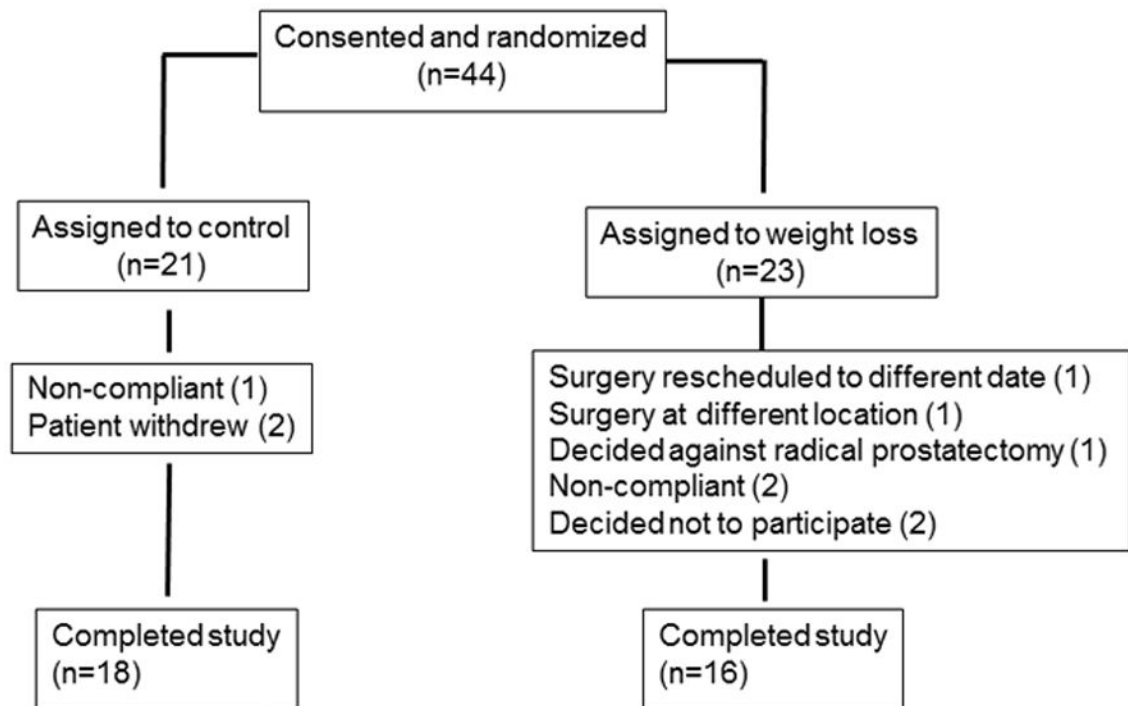 Consented and randomized
(n=44)
Assigned to control
(n=21)
Assigned to weight loss
(n=23)
Non-compliant (1)
Patient withdrew (2)
Surgery rescheduled to different date (1)
Surgery at different location (1)
Decided against radical prostatectomy (1)
Non-compliant (2)
Decided not to participate (2)
Completed study
(n=18)
Completed study
(n=16)